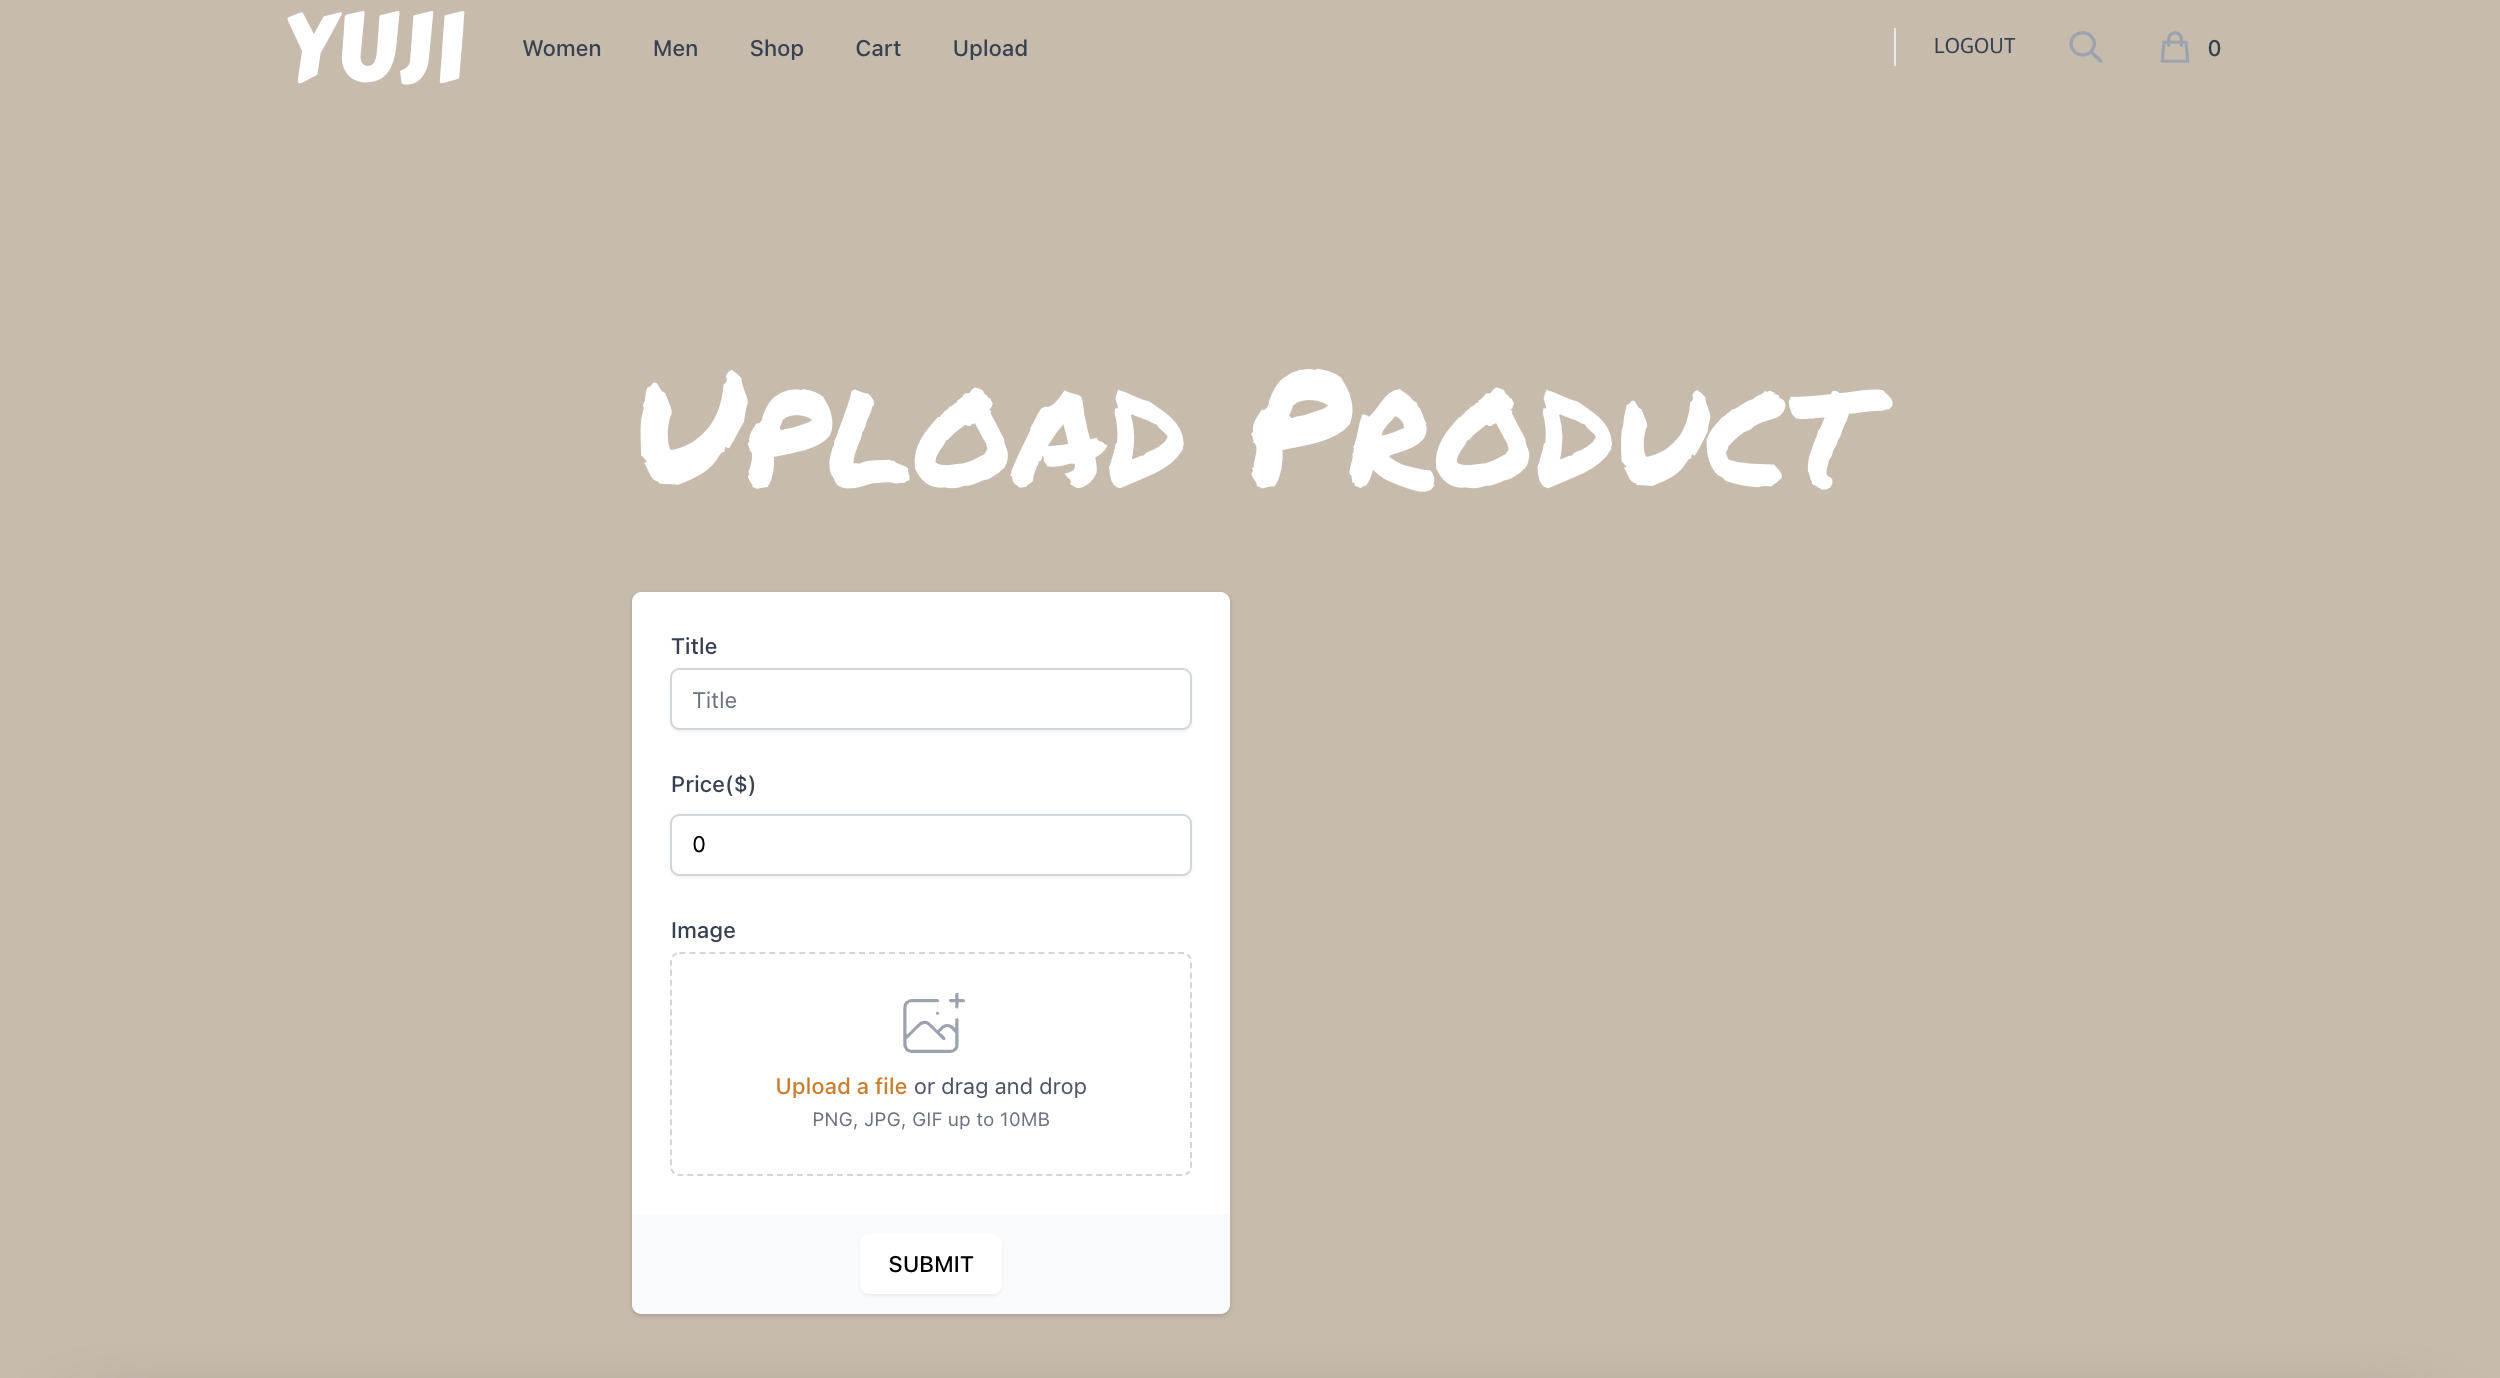 YUJI
Women Men Shop Cart Upload LOGOUT 0
Upload Product
Title
Title
Price($)
0
Image
Upload a file or drag and drop
PNG, JPG, GIF up to 10MB
SUBMIT